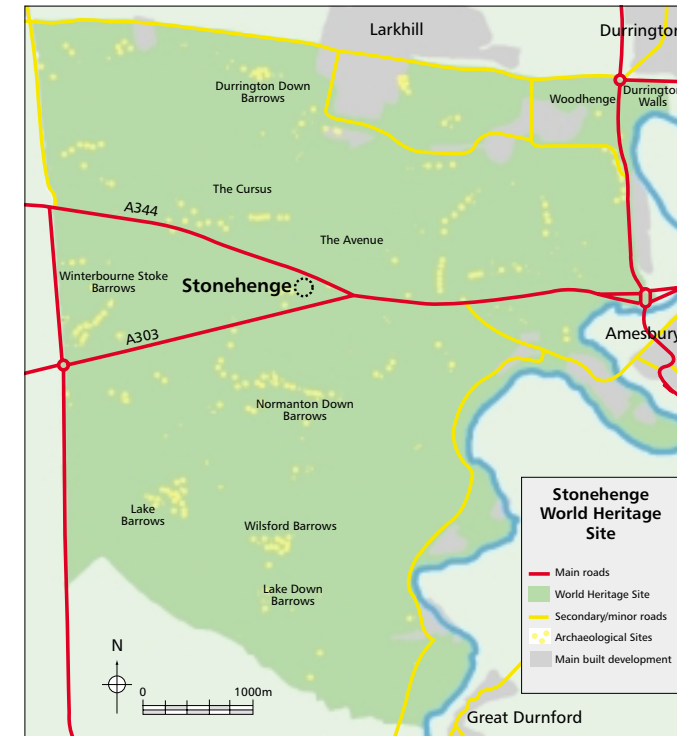 Larkhill
Durrington
Durrington Down
Barrows
Woodhenge
Durrington
Walls
The Cursus
A344
The Avenue
Winterbourne Stoke
Barrows
Stonehenge
A303
Amesbury
Normanton Down
Barrows
Lake
Barrows
Wilsford Barrows
Lake Down
Barrows
Stonehenge
World Heritage
Site
Main roads
World Heritage Site
Secondary/minor roads
Archaeological Sites
Main built development
N
0
1000m
Great Durnford